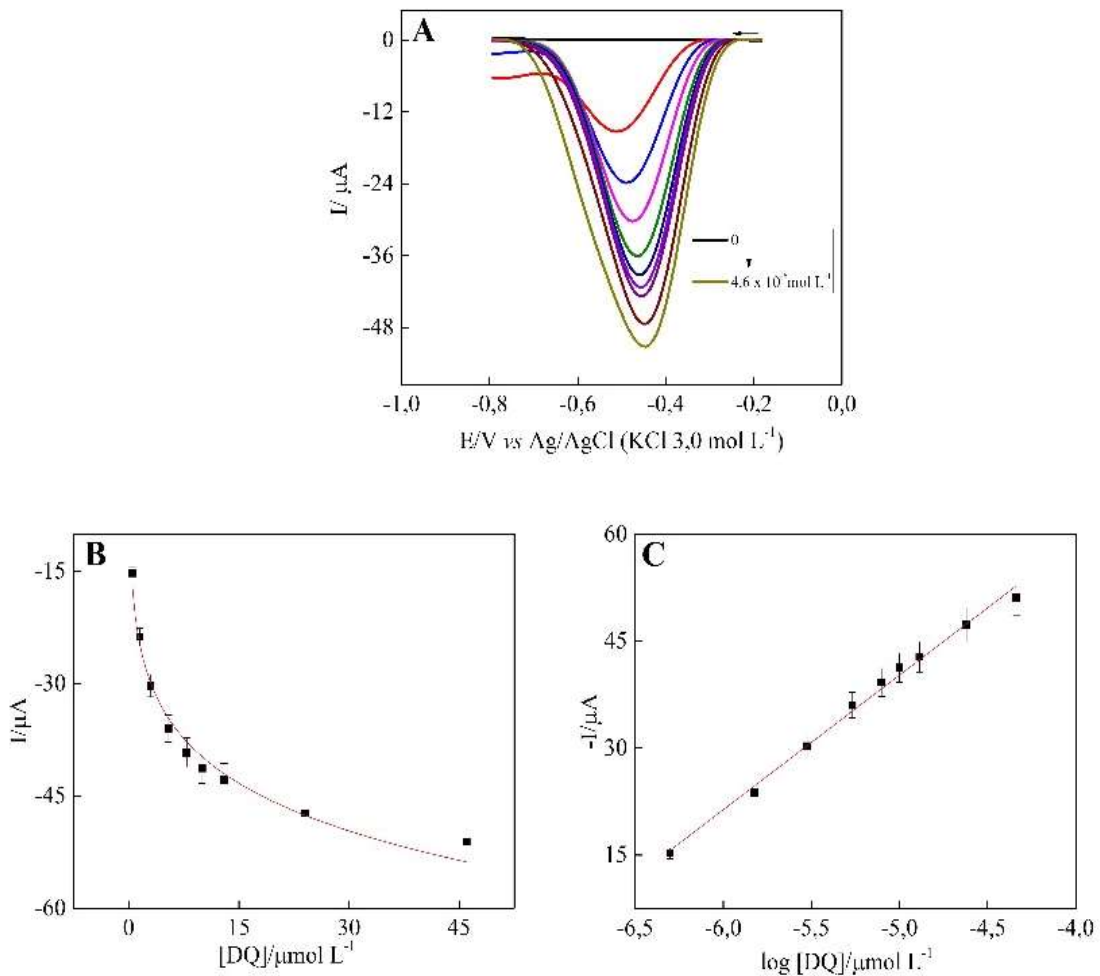 A
0
-12
-24
-36
-48
I/ μA
0
4,6 x 10 mol L-1
-1,0 -0,8 -0,6 -0,4 -0,2 0,0
E/V vs Ag/AgCl (KCl 3,0 mol L-1)
B
-15
-30
-45
-60
I/μA
0 15 30 45
[DQ]/μmol L-1
C
60
45
30
15
-I/μA
-6,5 -6,0 -5,5 -5,0 -4,5 -4,0
log [DQ]/μmol L-1